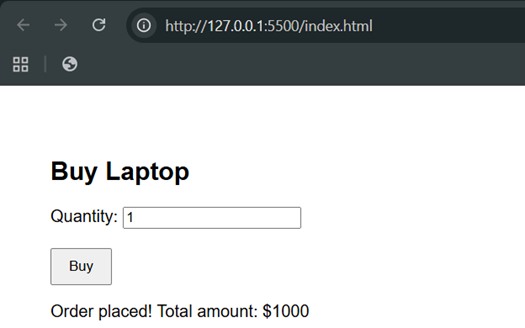 http://127.0.0.1:5500/index.html
Buy Laptop
Quantity: 1
Buy
Order placed! Total amount: $1000